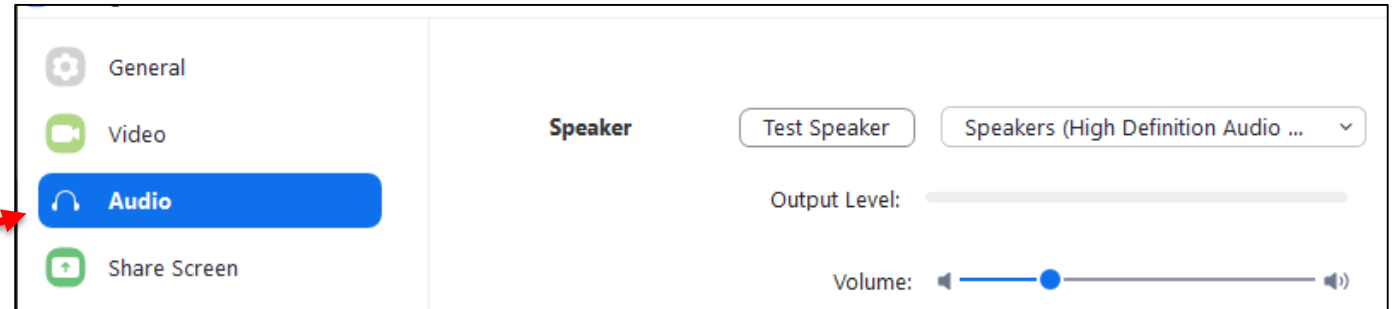 General
Video
Audio
Share Screen
Speaker
Test Speaker
Speakers (High Definition Audio ...
Output Level:
Volume: